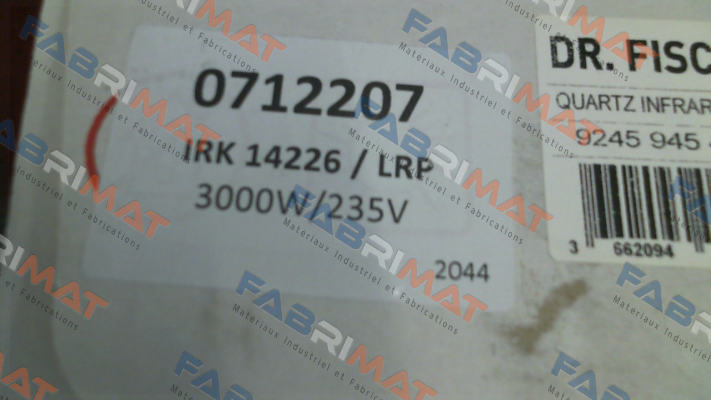 0712207
IRK 14226 / LRP
3000W/235V
2044
DR. FISC
QUARTZ INFRAR
9245 945
3 662094
FABRIMAT
Materiaux Industriel et Fabrications